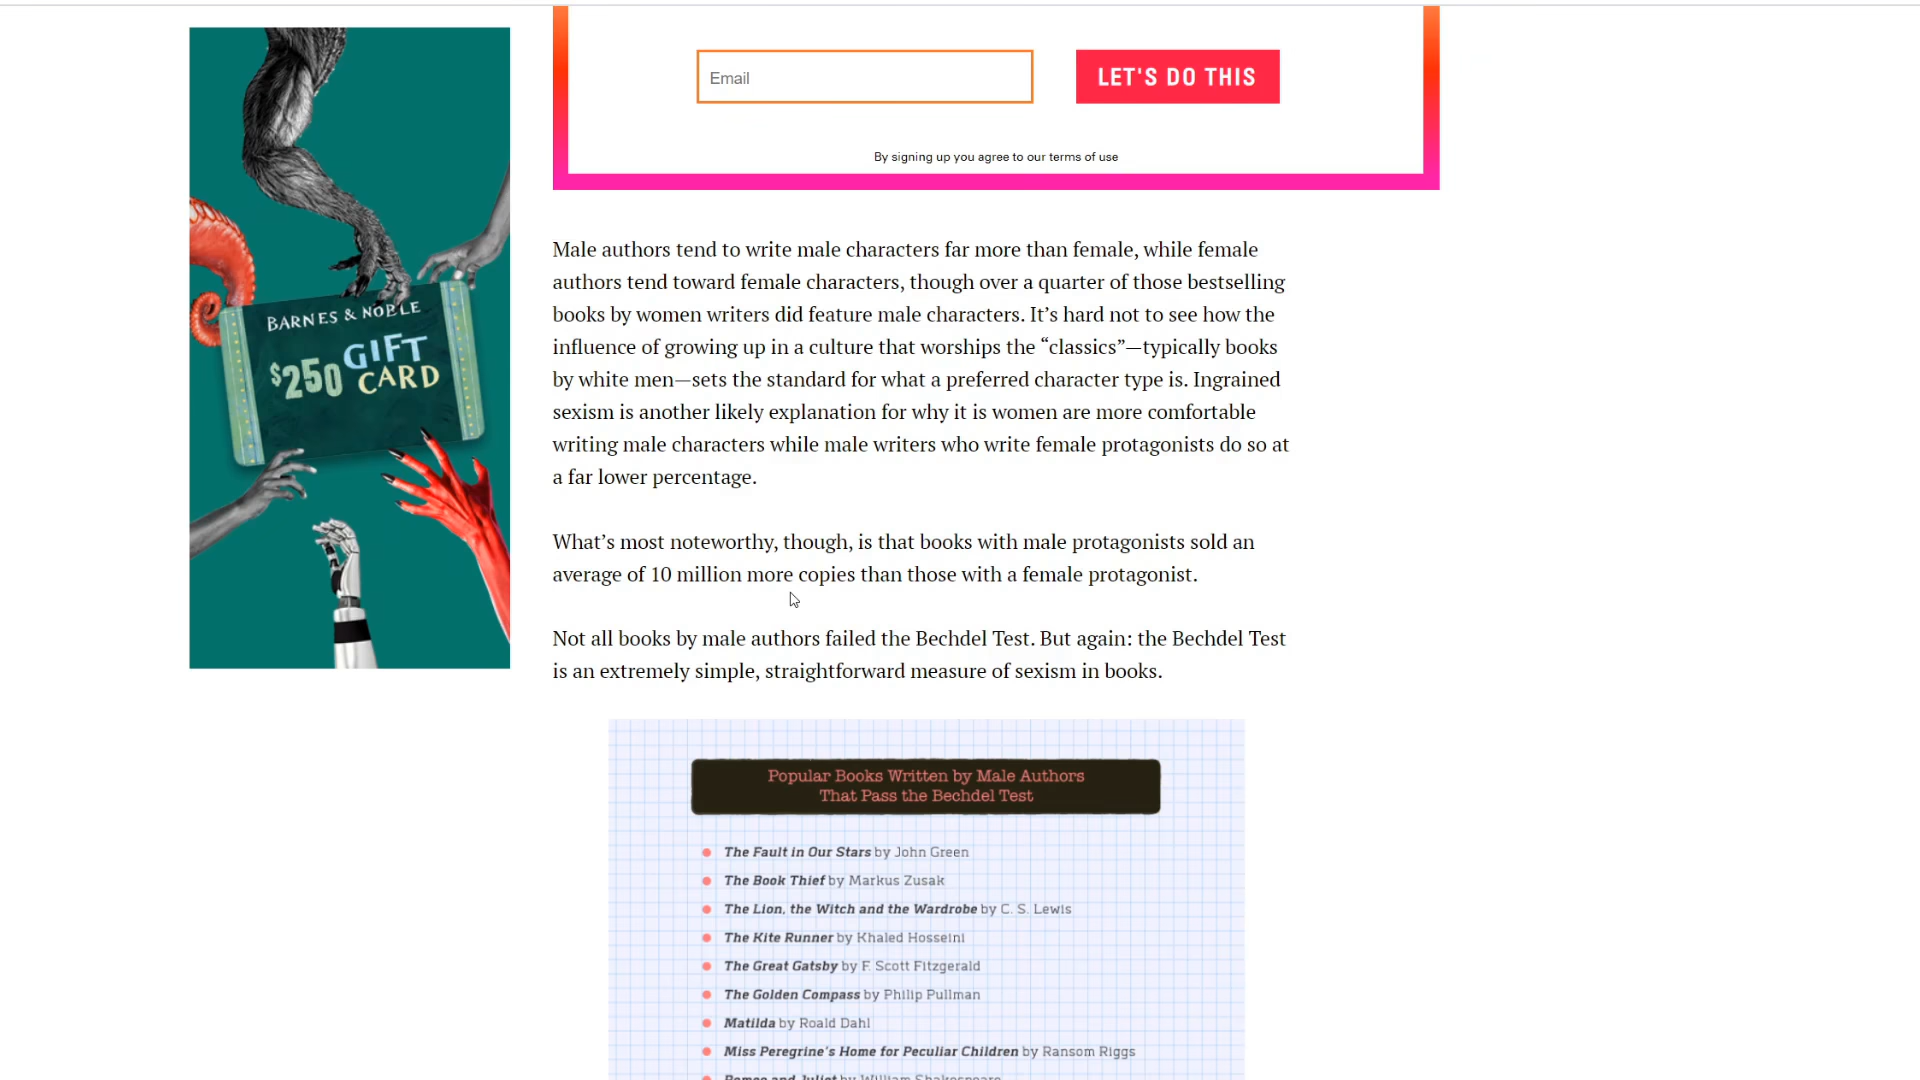 Email
LET'S DO THIS
By signing up you agree to our terms of use
BARNES & NOBLE
$250 GIFT
CARD
Male authors tend to write male characters far more than female, while female
authors tend toward female characters, though over a quarter of those bestselling
books by women writers did feature male characters. It’s hard not to see how the
influence of growing up in a culture that worships the “classics”—typically books
by white men—sets the standard for what a preferred character type is. Ingrained
sexism is another likely explanation for why it is women are more comfortable
writing male characters while male writers who write female protagonists do so at
a far lower percentage.
What’s most noteworthy, though, is that books with male protagonists sold an
average of 10 million more copies than those with a female protagonist.
Not all books by male authors failed the Bechdel Test. But again: the Bechdel Test
is an extremely simple, straightforward measure of sexism in books.
Popular Books Written by Male Authors
That Pass the Bechdel Test
The Fault in Our Stars by John Green
The Book Thief by Markus Zusak
The Lion, the Witch and the Wardrobe by C. S. Lewis
The Kite Runner by Khaled Hosseini
The Great Gatsby by F. Scott Fitzgerald
The Golden Compass by Philip Pullman
Matilda by Roald Dahl
Miss Peregrine's Home for Peculiar Children by Ransom Riggs
Romeo and Juliet by William Shakespeare